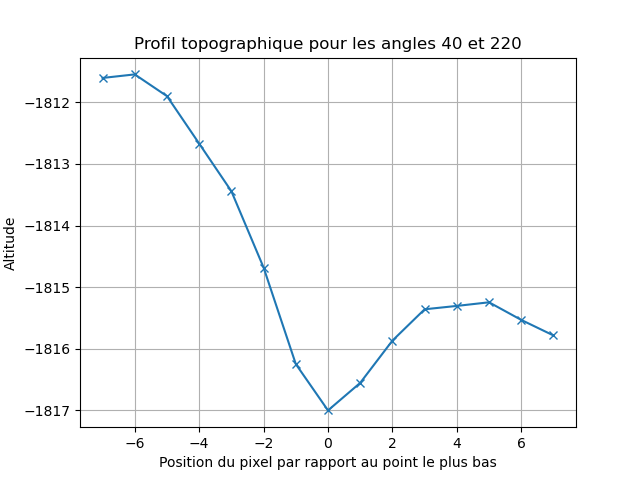 Profil topographique pour les angles 40 et 220
Altitude
−1812
−1813
−1814
−1815
−1816
−1817
−6 −4 −2 0 2 4 6
Position du pixel par rapport au point le plus bas